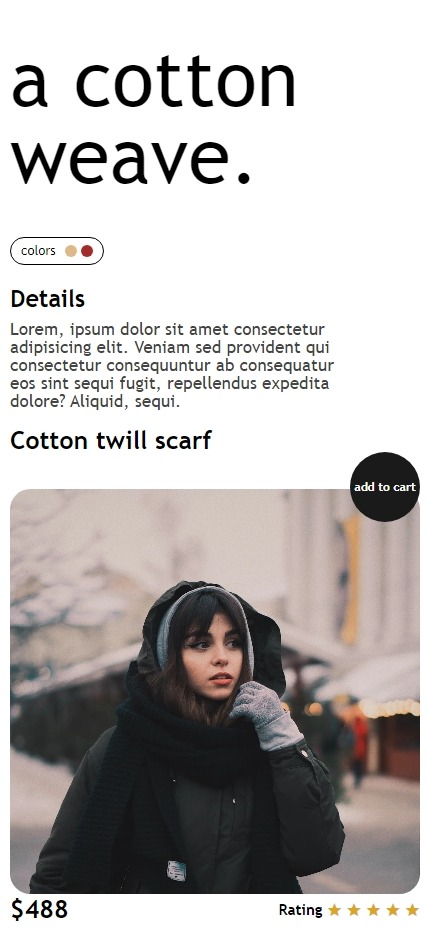 a cotton
weave.
colors
Details
Lorem, ipsum dolor sit amet consectetur
adipisicing elit. Veniam sed provident qui
consectetur consequuntur ab consequatur
eos sint sequi fugit, repellendus expedita
dolore? Aliquid, sequi.
Cotton twill scarf
add to cart
$488
Rating